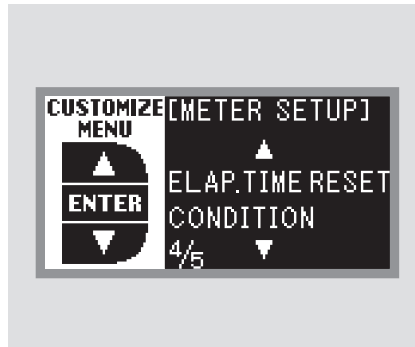 CUSTOMIZE
MENU
ENTER
[METER SETUP]
ELAP.TIME RESET
CONDITION
4/5